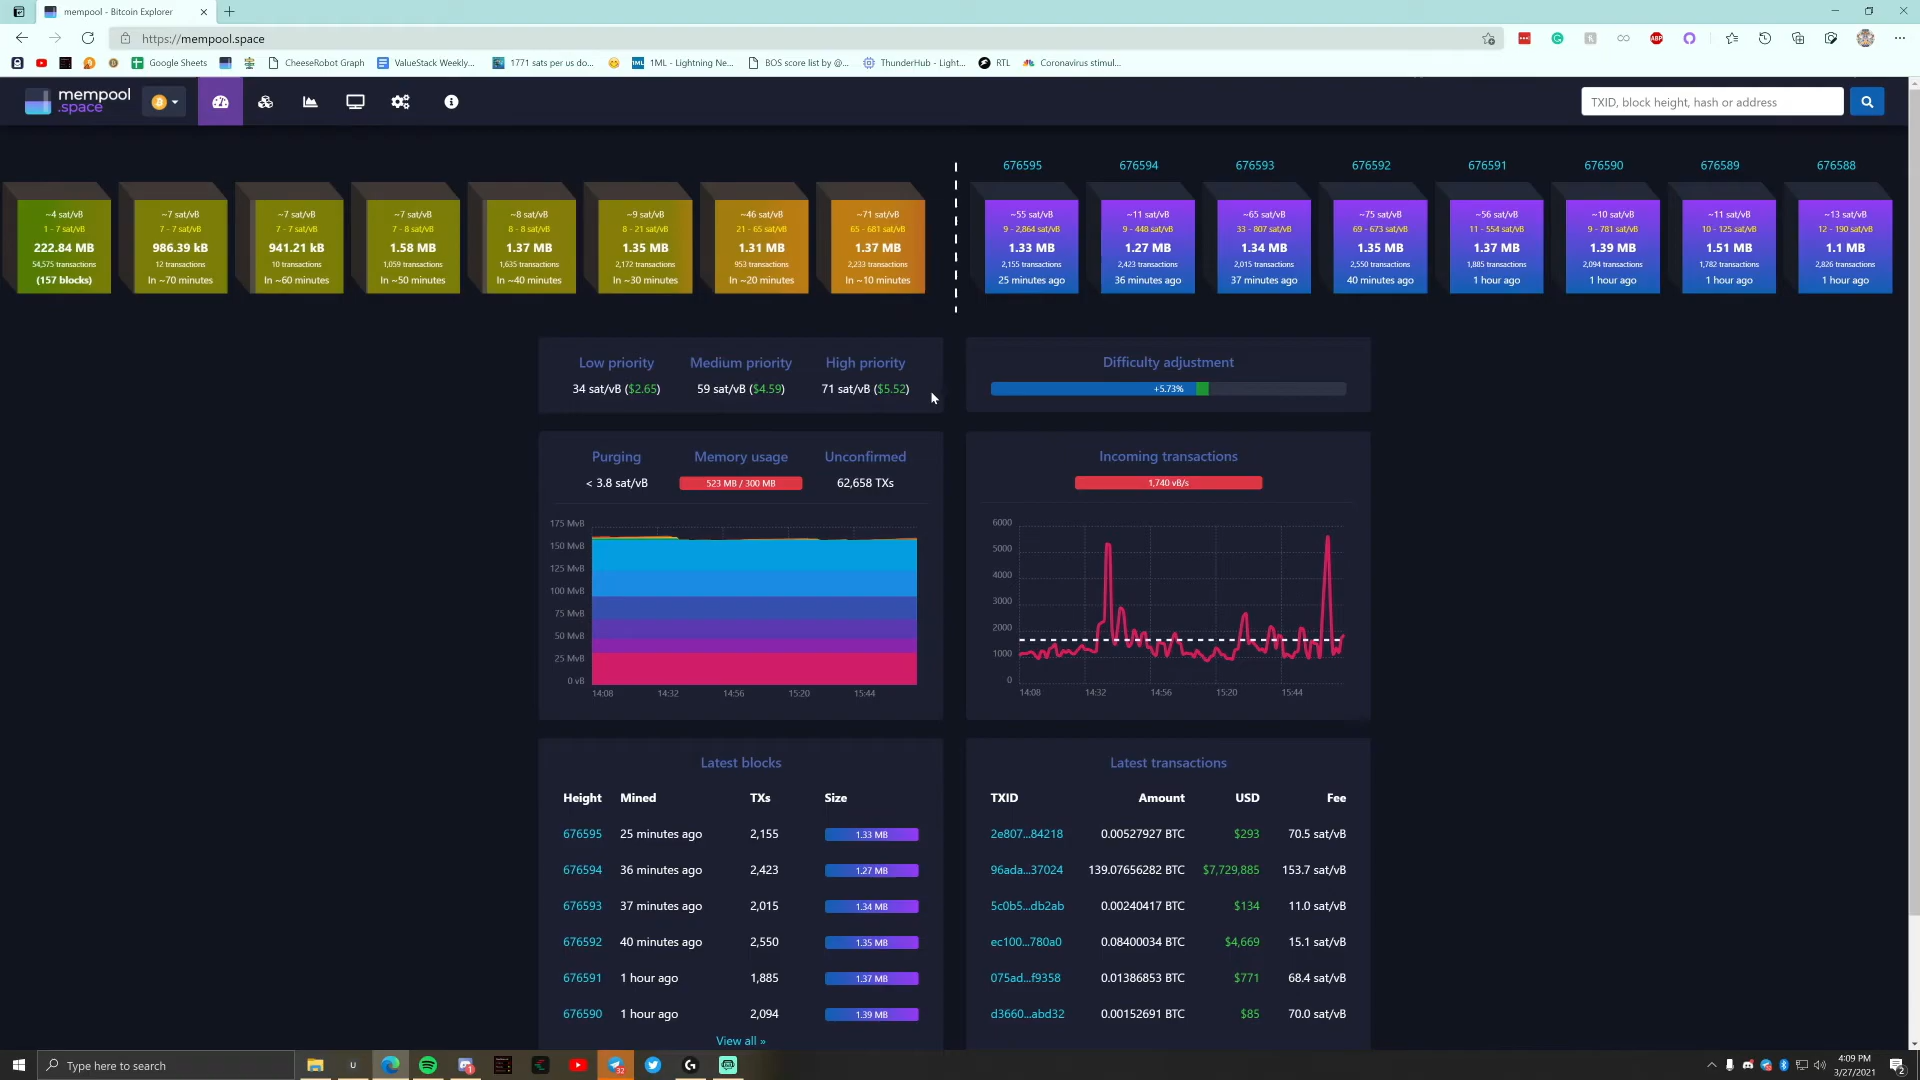 mempool - Bitcoin Explorer
https://mempool.space
Google Sheets
CheeseRobot Graph
ValueStack Weekly...
1771 sats per us do...
1ML - Lightning Ne...
BOS score list by @...
ThunderHub - Light...
RTL
Coronavirus stimul...
mempool
.space
TXID, block height, hash or address
676595 676594 676593 676592 676591 676590 676589 676588
~4 sat/vB ~7 sat/vB ~7 sat/vB ~7 sat/vB ~8 sat/vB ~9 sat/vB ~46 sat/vB ~71 sat/vB ~55 sat/vB ~11 sat/vB ~65 sat/vB ~75 sat/vB ~56 sat/vB ~10 sat/vB ~11 sat/vB ~13 sat/vB
1 - 7 sat/vB 7 - 7 sat/vB 7 - 7 sat/vB 7 - 8 sat/vB 8 - 8 sat/vB 8 - 21 sat/vB 21 - 65 sat/vB 65 - 681 sat/vB 9 - 2,864 sat/vB 9 - 448 sat/vB 33 - 807 sat/vB 69 - 673 sat/vB 11 - 554 sat/vB 9 - 781 sat/vB 10 - 125 sat/vB 12 - 190 sat/vB
222.84 MB 986.39 kB 941.21 kB 1.58 MB 1.37 MB 1.35 MB 1.31 MB 1.37 MB 1.33 MB 1.27 MB 1.34 MB 1.35 MB 1.37 MB 1.39 MB 1.51 MB 1.1 MB
54,575 transactions 12 transactions 10 transactions 1,059 transactions 1,635 transactions 2,172 transactions 953 transactions 2,233 transactions 2,155 transactions 2,423 transactions 2,015 transactions 2,550 transactions 1,885 transactions 2,094 transactions 1,782 transactions 2,826 transactions
(157 blocks) In ~70 minutes In ~60 minutes In ~50 minutes In ~40 minutes In ~30 minutes In ~20 minutes In ~10 minutes 25 minutes ago 36 minutes ago 37 minutes ago 40 minutes ago 1 hour ago 1 hour ago 1 hour ago 1 hour ago
Low priority Medium priority High priority
34 sat/vB ($2.65) 59 sat/vB ($4.59) 71 sat/vB ($5.52)
Difficulty adjustment
+5.73%
Purging Memory usage Unconfirmed
< 3.8 sat/vB 523 MB / 300 MB 62,658 TXs
175 MvB
150 MvB
125 MvB
100 MvB
75 MvB
50 MvB
25 MvB
0 vB
14:08 14:32 14:56 15:20 15:44
Incoming transactions
1,740 vB/s
6000
5000
4000
3000
2000
1000
0
14:08 14:32 14:56 15:20 15:44
Latest blocks
Height Mined TXs Size
676595 25 minutes ago 2,155 1.33 MB
676594 36 minutes ago 2,423 1.27 MB
676593 37 minutes ago 2,015 1.34 MB
676592 40 minutes ago 2,550 1.35 MB
676591 1 hour ago 1,885 1.37 MB
676590 1 hour ago 2,094 1.39 MB
View all »
Latest transactions
TXID Amount USD Fee
2e807...84218 0.00527927 BTC $293 70.5 sat/vB
96ada...37024 139.07656282 BTC $7,729,885 153.7 sat/vB
5c0b5...db2ab 0.00240417 BTC $134 11.0 sat/vB
ec100...780a0 0.08400034 BTC $4,669 15.1 sat/vB
075ad...f9358 0.01386853 BTC $771 68.4 sat/vB
d3660...abd32 0.00152691 BTC $85 70.0 sat/vB
Type here to search
4:09 PM
3/27/2021